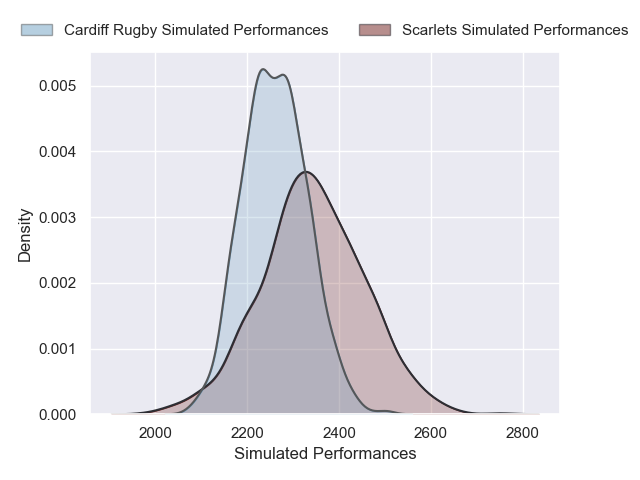 Cardiff Rugby Simulated Performances Scarlets Simulated Performances
0.005
0.004
0.003
0.002
0.001
0.000
Density
2000 2200 2400 2600 2800
Simulated Performances